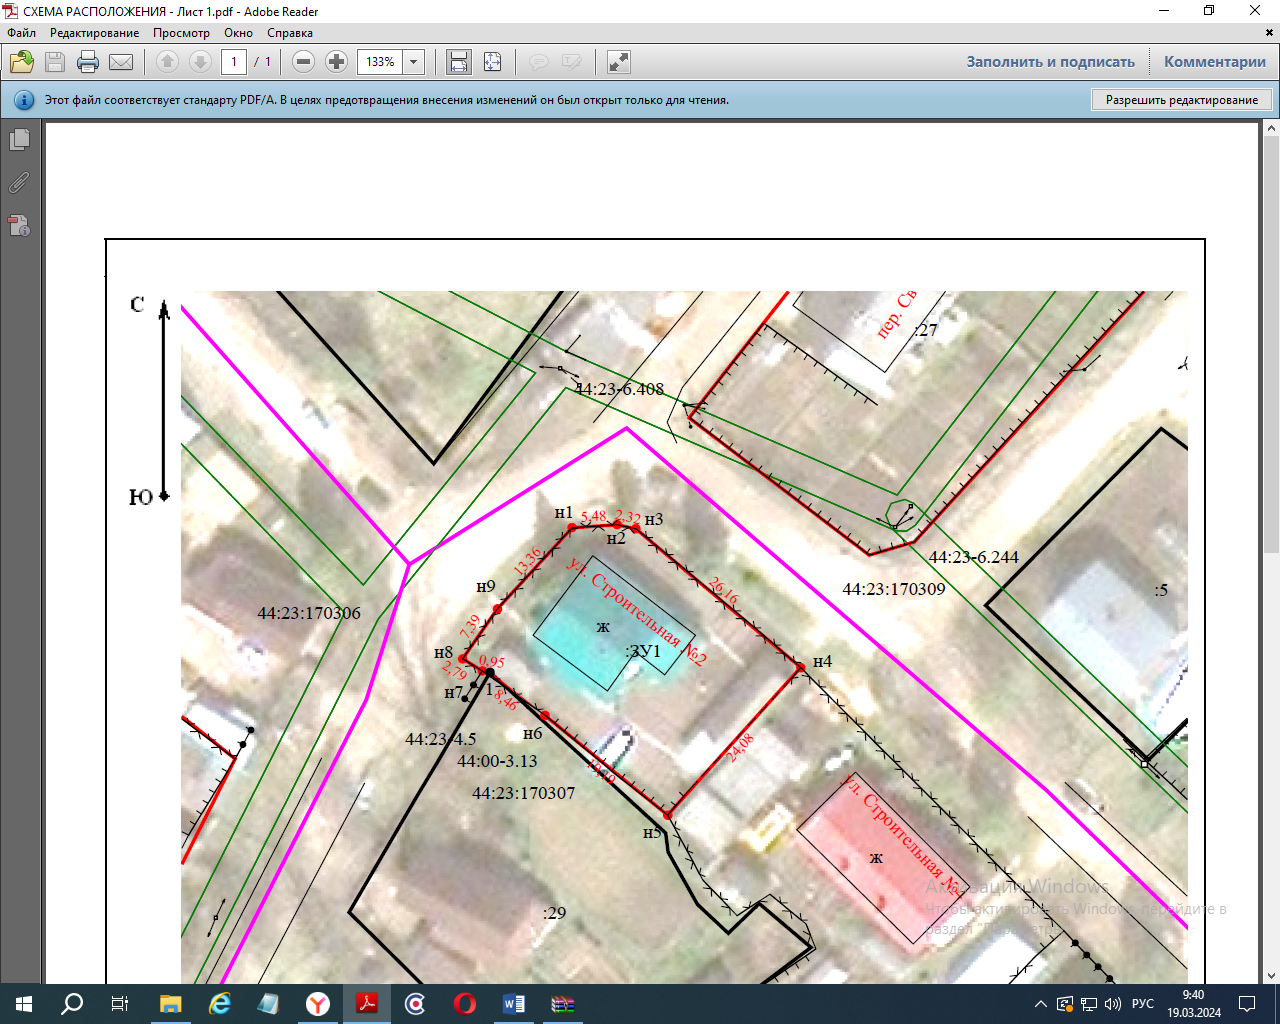 СХЕМА РАСПОЛОЖЕНИЯ - Лист 1.pdf - Adobe Reader
Файл Редактирование Просмотр Окно Справка
1 / 1 133% Заполнить и подписать Комментарии
Этот файл соответствует стандарту PDF/A. В целях предотвращения внесения изменений он был открыт только для чтения. Разрешить редактирование
С
Ю
пер. Св
:27
44:23-6.408
н1 5,48 2,32 н3
н2
44:23-6.244
13,36
44:23:170309
:5
н9
26,16
44:23:170306
ул. Строительная №2
ж
7,39
:ЗУ1
н8
0,95
н4
2,79
н7 1
8,46
н6
44:23-4.5
24,08
44:00-3.13
44:23:170307
н5
ул. Строительная №2
ж
:29
Активация Windows
Чтобы активировать Windows, перейдите в
раздел "Параметры".
РУС
9:40
19.03.2024